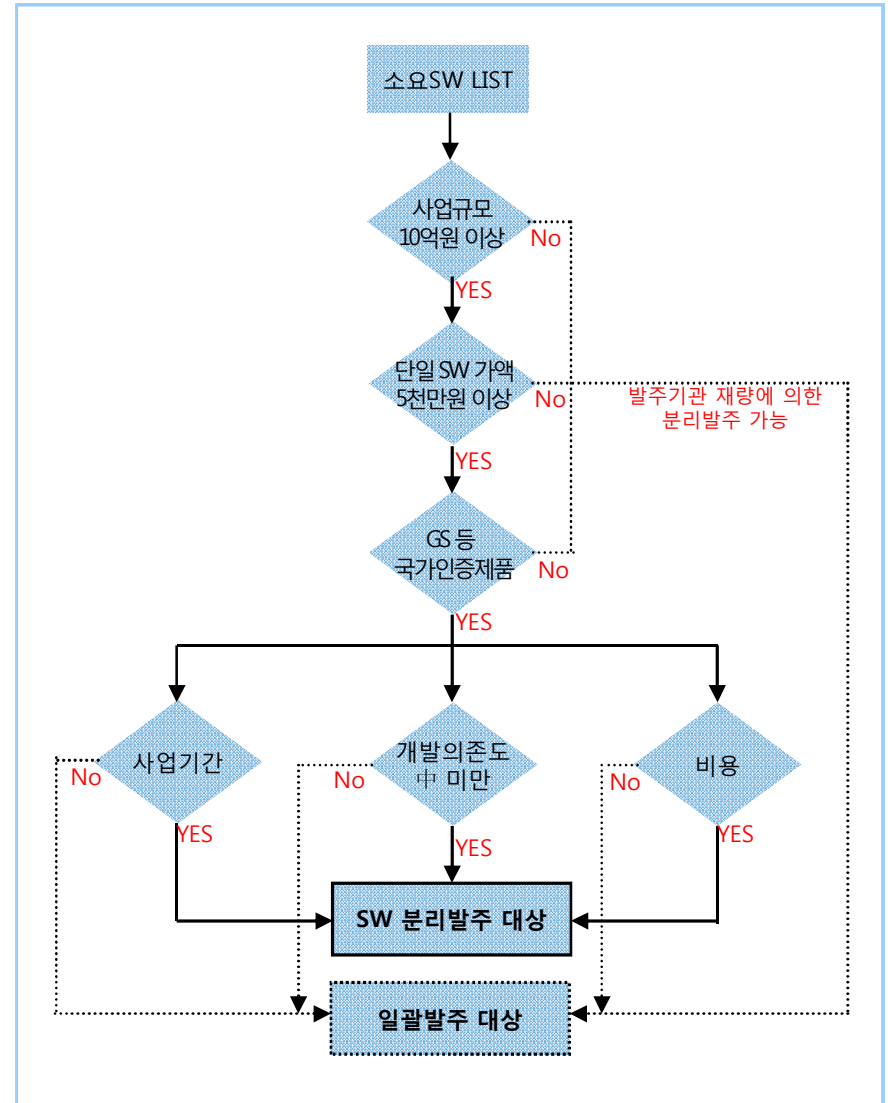 소요SW LIST
사업규모
10억원 이상
No
YES
단일 SW 가액
5천만원 이상
No
발주기관 재량에 의한
분리발주 가능
YES
GS 등
국가인증제품
No
YES
사업기간
No
YES
개발의존도
中 미만
No
YES
비용
No
YES
SW 분리발주 대상
일괄발주 대상